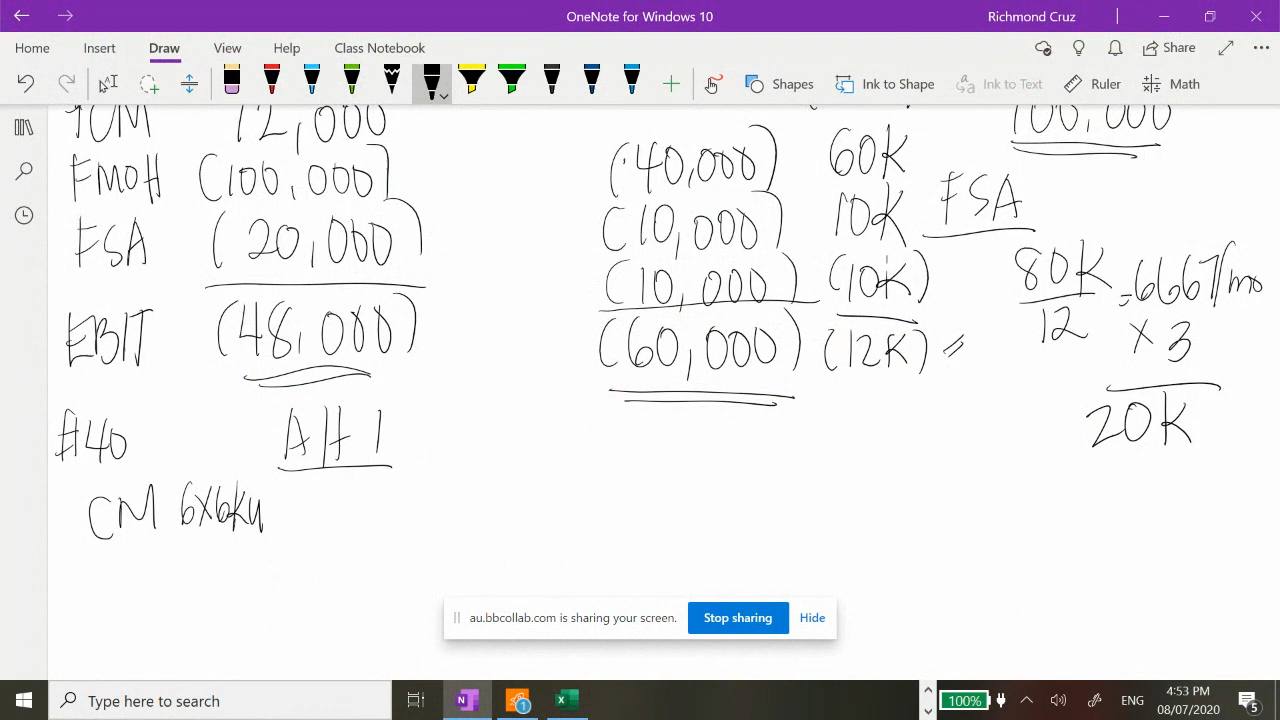 OneNote for Windows 10
Richmond Cruz
Home Insert Draw View Help Class Notebook
Share
Shapes Ink to Shape Ink to Text Ruler Math
12,000
100,000
FMOH (100,000)
FSA (20,000)
EBIT (48,000)
(40,000) 60K
(10,000) 10K
(10,000) (10K)
(60,000) (12K) =
FSA
80K
12
=6667/mo
x 3
20K
#40 Alt 1
CM 6x6Ku
au.bbcollab.com is sharing your screen. Stop sharing Hide
Type here to search
1
100%
ENG
4:53 PM
08/07/2020
5